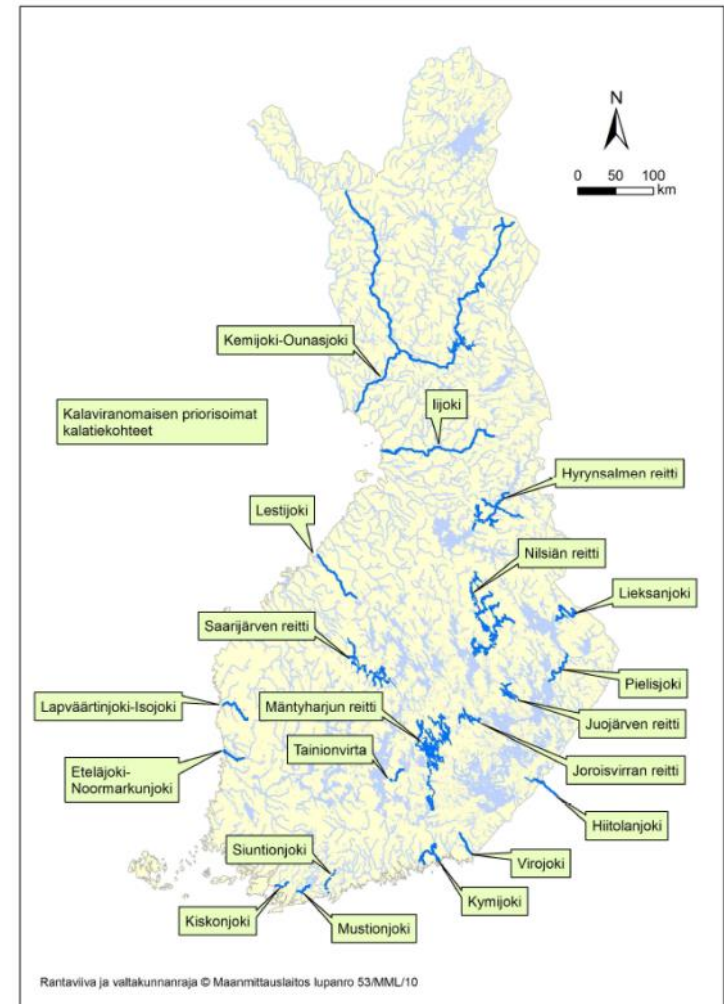 N
0 50 100
km
Kemijoki-Ounasjoki
Kalaviranomaisen priorisoimat
kalatiekohteet
Iijoki
Hyrynsalmen reitti
Lestijoki
Nilsiän reitti
Lieksanjoki
Saarijärven reitti
Pielisjoki
Lapväärtinjoki-Isojoki
Mäntyharjun reitti
Juojärven reitti
Tainionvirta
Joroisvirran reitti
Eteläjoki-
Noormarkunjoki
Hiitolanjoki
Siuntionjoki
Virojoki
Kymijoki
Kiskonjoki
Mustionjoki
Rantaviiva ja valtakunnanraja © Maanmittauslaitos lupanro 53/MML/10